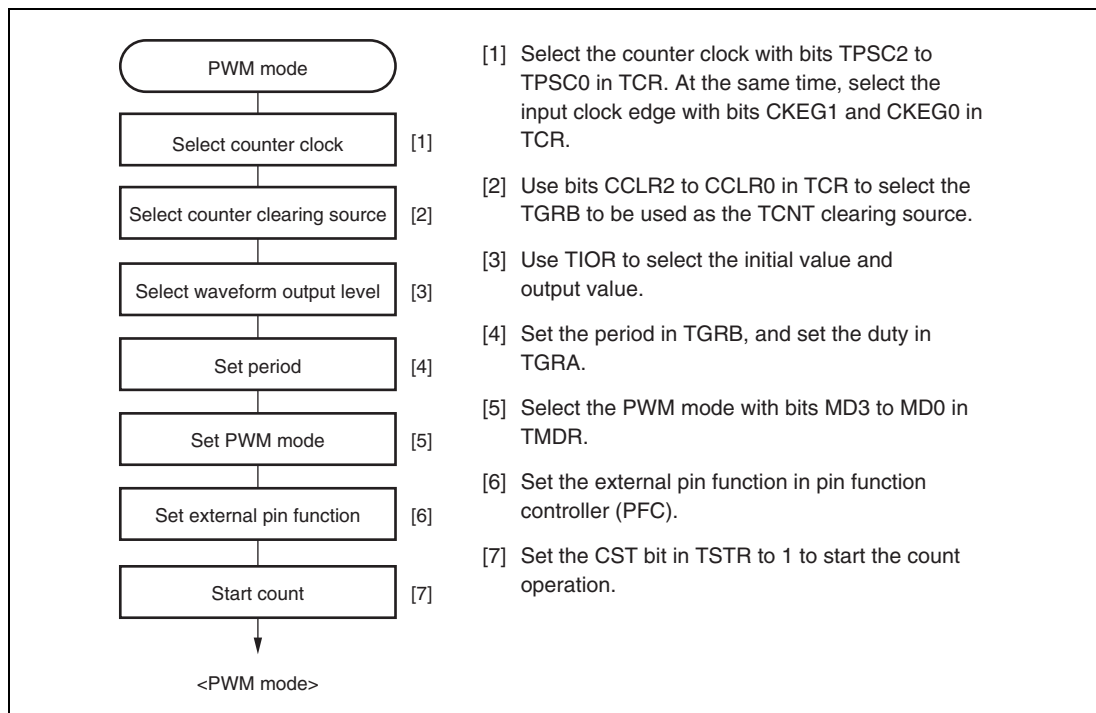 PWM mode
Select counter clock [1]
Select counter clearing source [2]
Select waveform output level [3]
Set period [4]
Set PWM mode [5]
Set external pin function [6]
Start count [7]
<PWM mode>
[1] Select the counter clock with bits TPSC2 to
TPSC0 in TCR. At the same time, select the
input clock edge with bits CKEG1 and CKEG0 in
TCR.
[2] Use bits CCLR2 to CCLR0 in TCR to select the
TGRB to be used as the TCNT clearing source.
[3] Use TIOR to select the initial value and
output value.
[4] Set the period in TGRB, and set the duty in
TGRA.
[5] Select the PWM mode with bits MD3 to MD0 in
TMDR.
[6] Set the external pin function in pin function
controller (PFC).
[7] Set the CST bit in TSTR to 1 to start the count
operation.